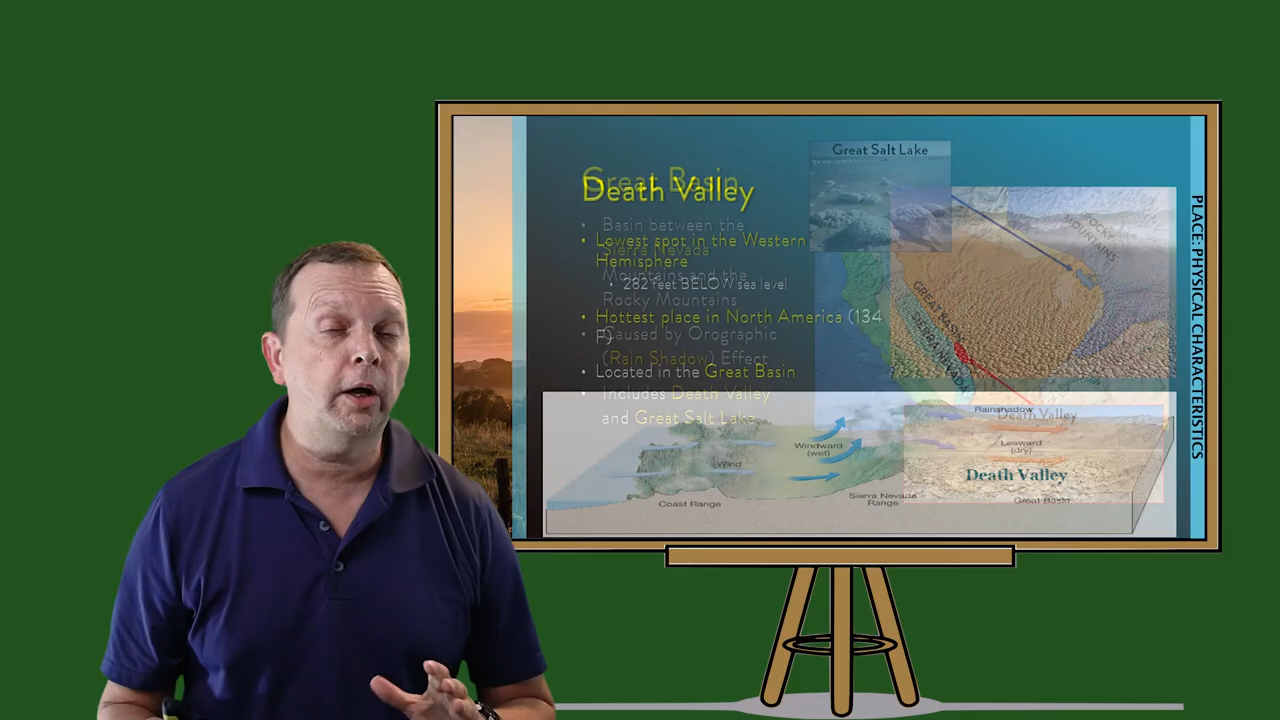 Great Salt Lake
Great Basin
Death Valley
• Basin between the
Sierra Nevada
Mountains and the
Rocky Mountains
• Caused by Orographic
(Rain Shadow) Effect
• Includes Death Valley
and Great Salt Lake
• Lowest spot in the Western
Hemisphere
• 282 feet BELOW sea level
• Hottest place in North America (134
F)
• Located in the Great Basin
ROCKY
MOUNTAINS
GREAT BASIN
SIERRA NEVADA
Death Valley
Rainshadow
Windward
(wet)
Leeward
(dry)
Wind
Death Valley
Coast Range
Sierra Nevada
Range
Great Basin
PLACE: PHYSICAL CHARACTERISTICS